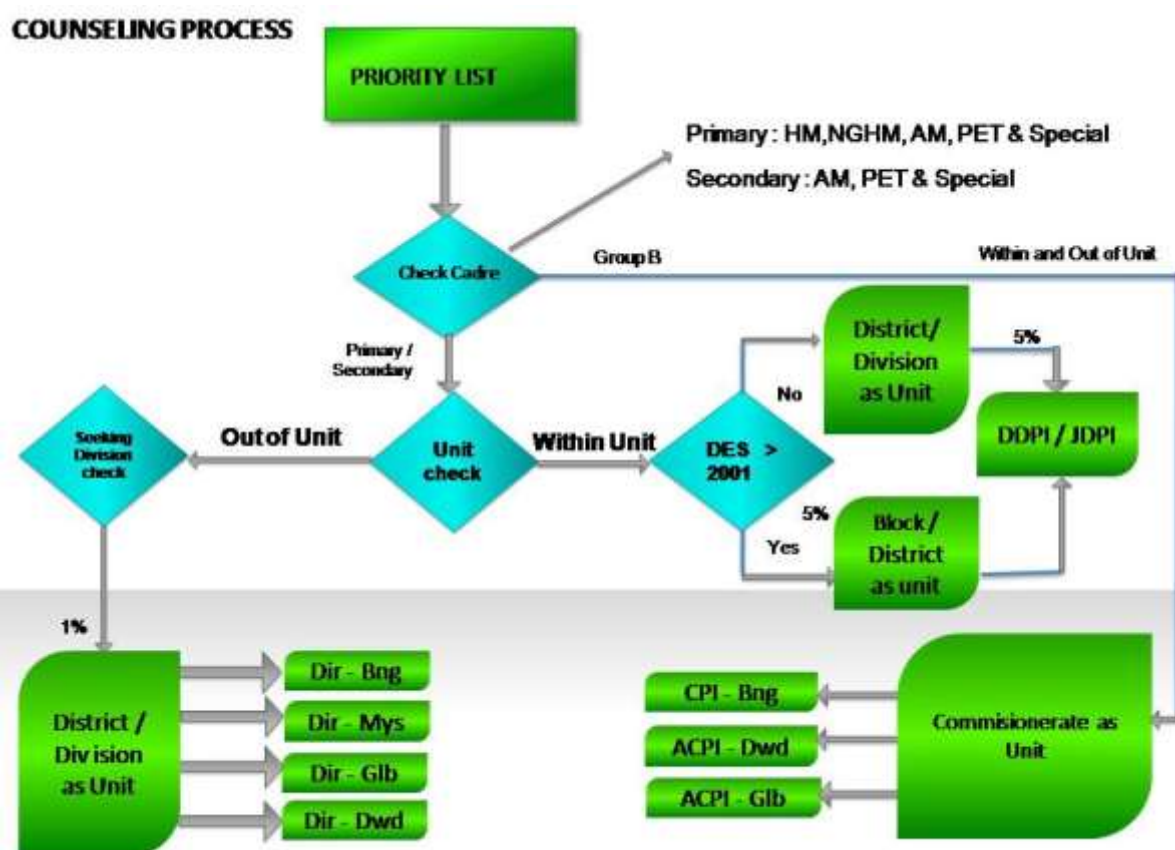 COUNSELING PROCESS
PRIORITY LIST
Primary : HM,NGHM, AM, PET & Special
Secondary : AM, PET & Special
Check Cadre
Group B
Within and Out of Unit
Primary /
Secondary
District/
Division
as Unit
5%
No
Seeking
Division
check
Out of Unit
Unit
check
Within Unit
DES >
2001
DDPI / JDPI
5%
Yes
Block /
District
as unit
1%
District /
Division
as Unit
Dir - Bng
Dir - Mys
Dir - Glb
Dir - Dwd
CPI - Bng
ACPI - Dwd
ACPI - Glb
Commisionerate as
Unit